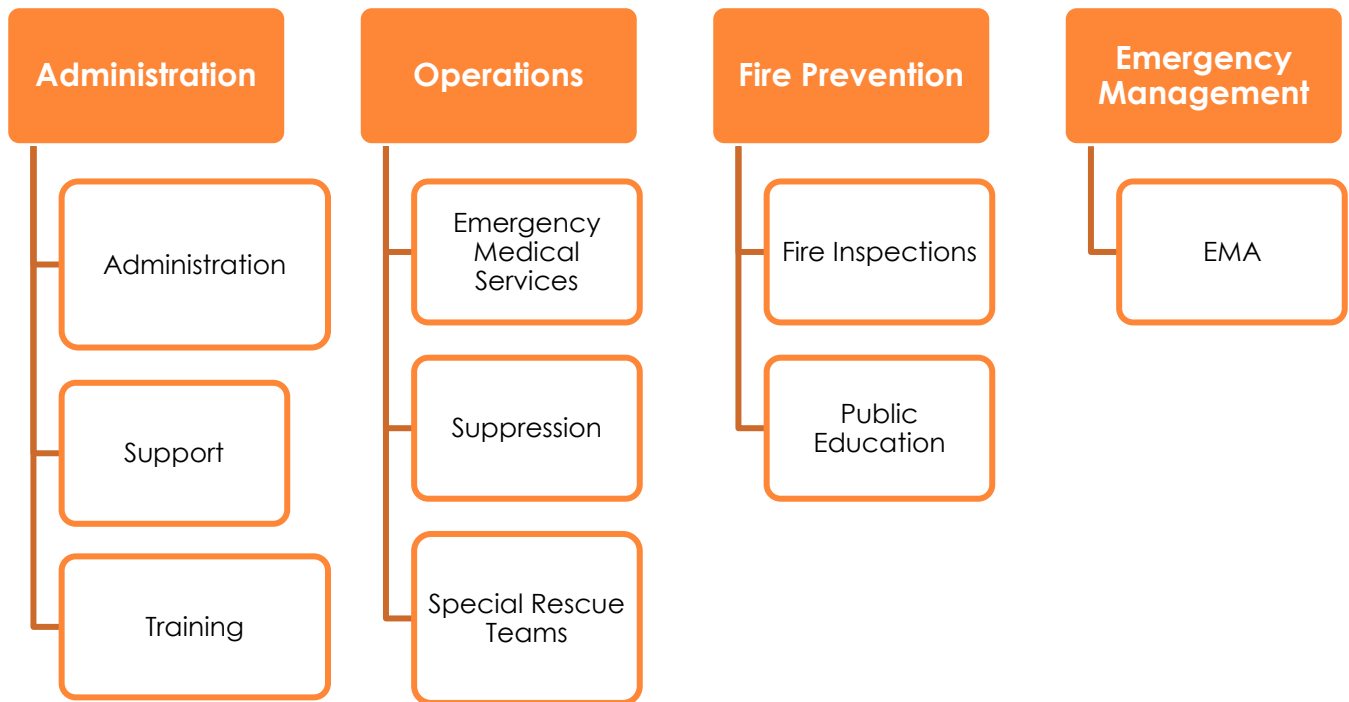 Administration
Administration
Support
Training
Operations
Emergency
Medical
Services
Suppression
Special Rescue
Teams
Fire Prevention
Fire Inspections
Public
Education
Emergency
Management
EMA